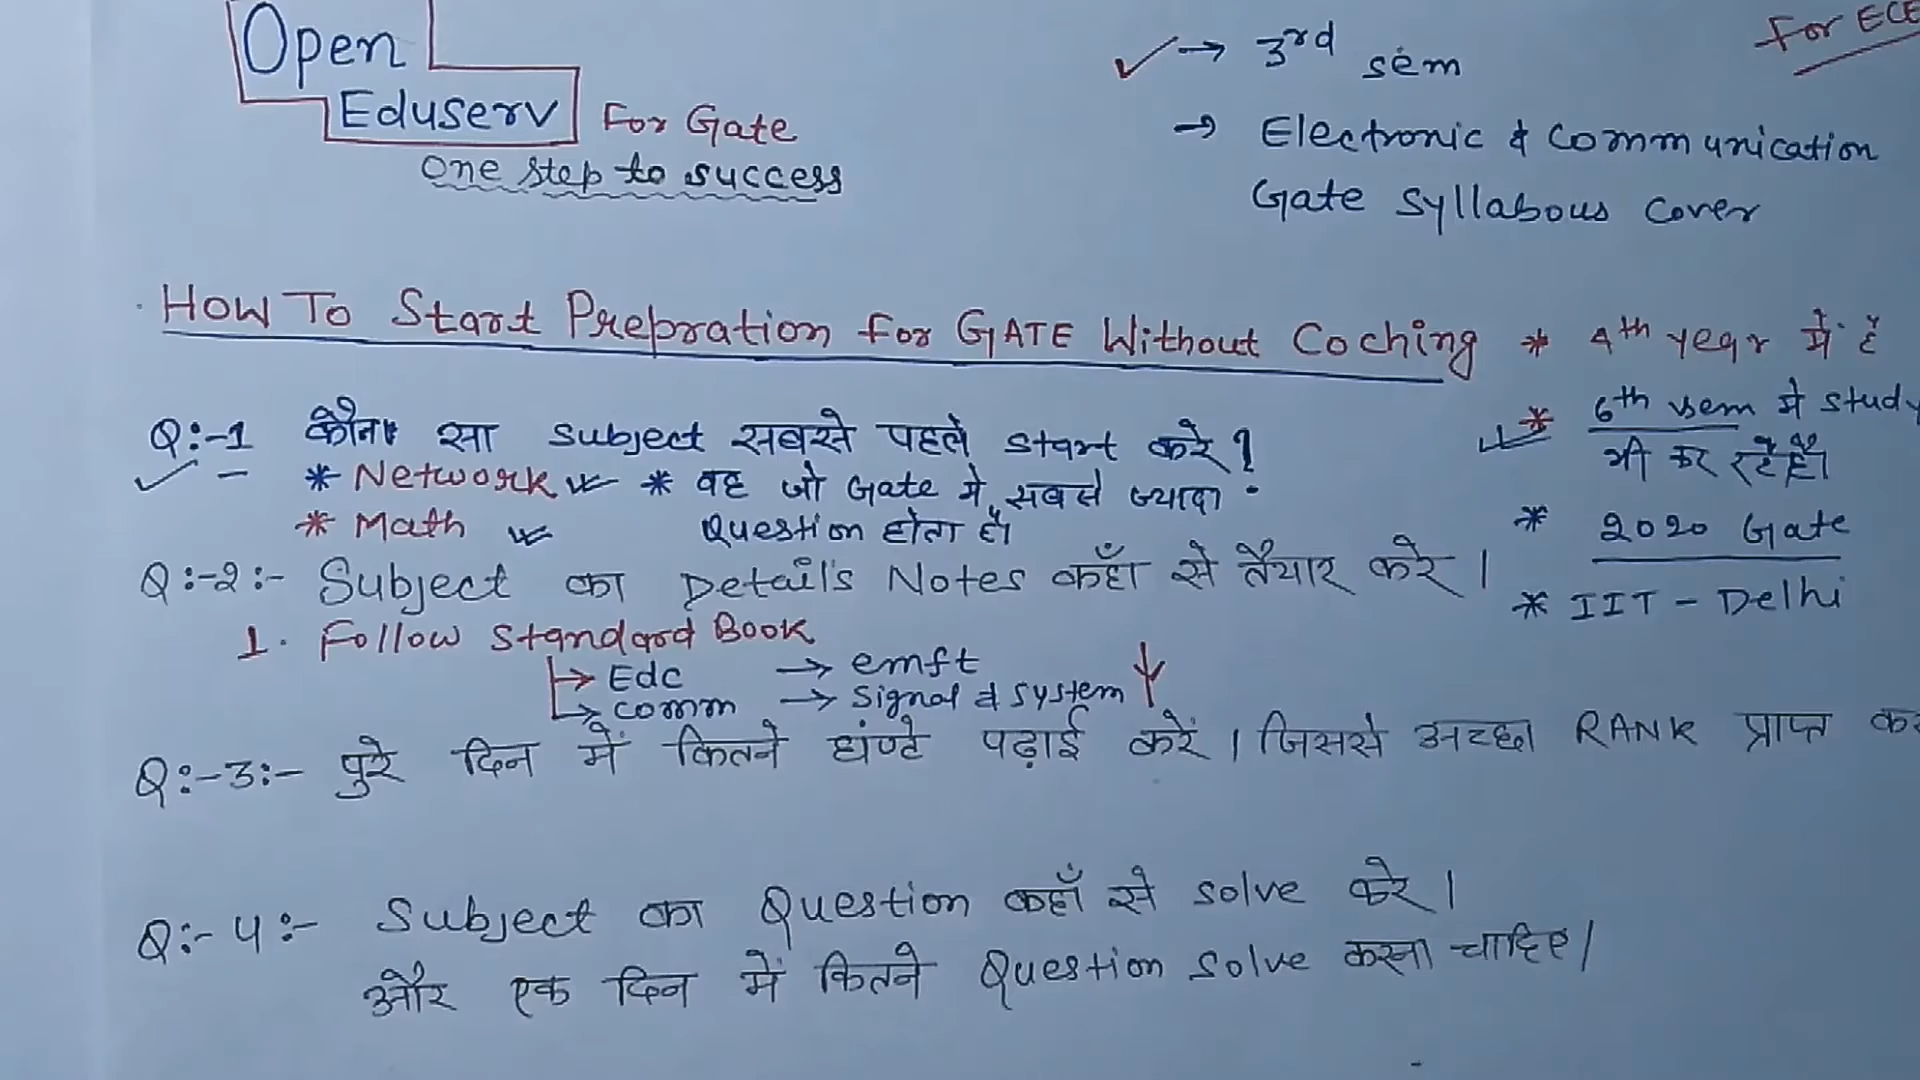 Open
Eduserv For Gate
One step to success
→ 3rd sem
For ECE
→ Electronic & Communication
Gate Syllabous cover
HOW TO Start Prepration For GATE Without Coching
* 4th year में है
* 6th sem मे study
भी कर रहे है।
* 2020 Gate
* IIT - Delhi
Q:-1 कौन सा subject सबसे पहले start करे?
* Network * वह जो Gate मे सबसे ज्यादा
* Math Question होता है।
Q:-2:- Subject का Detail's Notes कहाँ से तैयार करे।
1. Follow Standard Book
→ Edc → emft
→ comm → Signal & system
Q:-3:- पुरे दिन में कितने घंण्टे पढ़ाई करें। जिससे अच्छा RANK प्राप्त
Q:-4:- Subject का Question कहाँ से solve करे।
और एक दिन में कितने Question solve करना चाहिए।